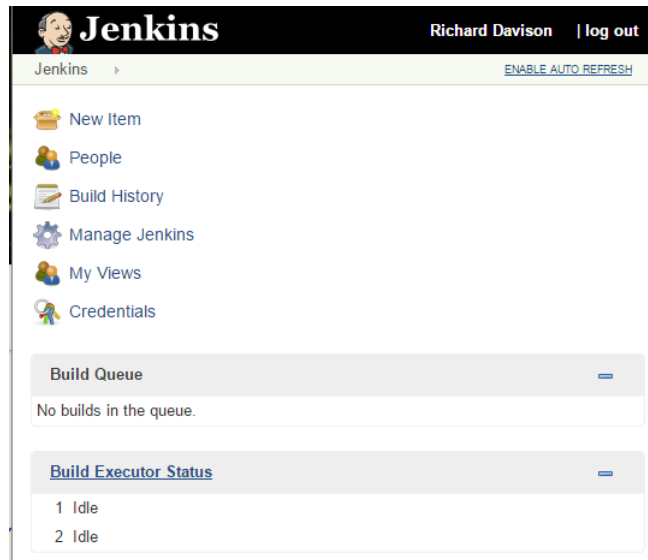 Jenkins
Richard Davison | log out
Jenkins
ENABLE AUTO REFRESH
New Item
People
Build History
Manage Jenkins
My Views
Credentials
Build Queue
No builds in the queue.
Build Executor Status
1 Idle
2 Idle